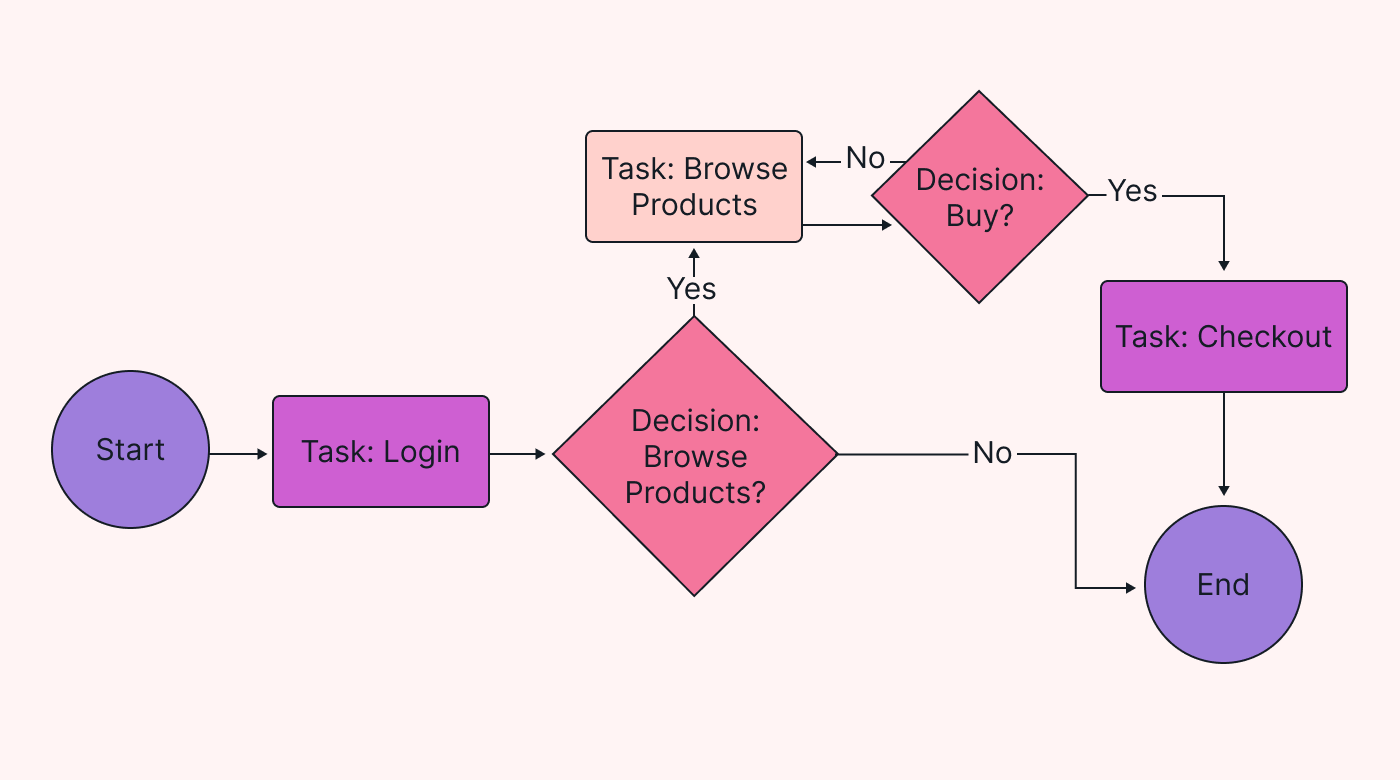 Task: Browse
Products
No
Decision:
Buy?
Yes
Yes
Task: Checkout
Start
Task: Login
Decision:
Browse
Products?
No
End